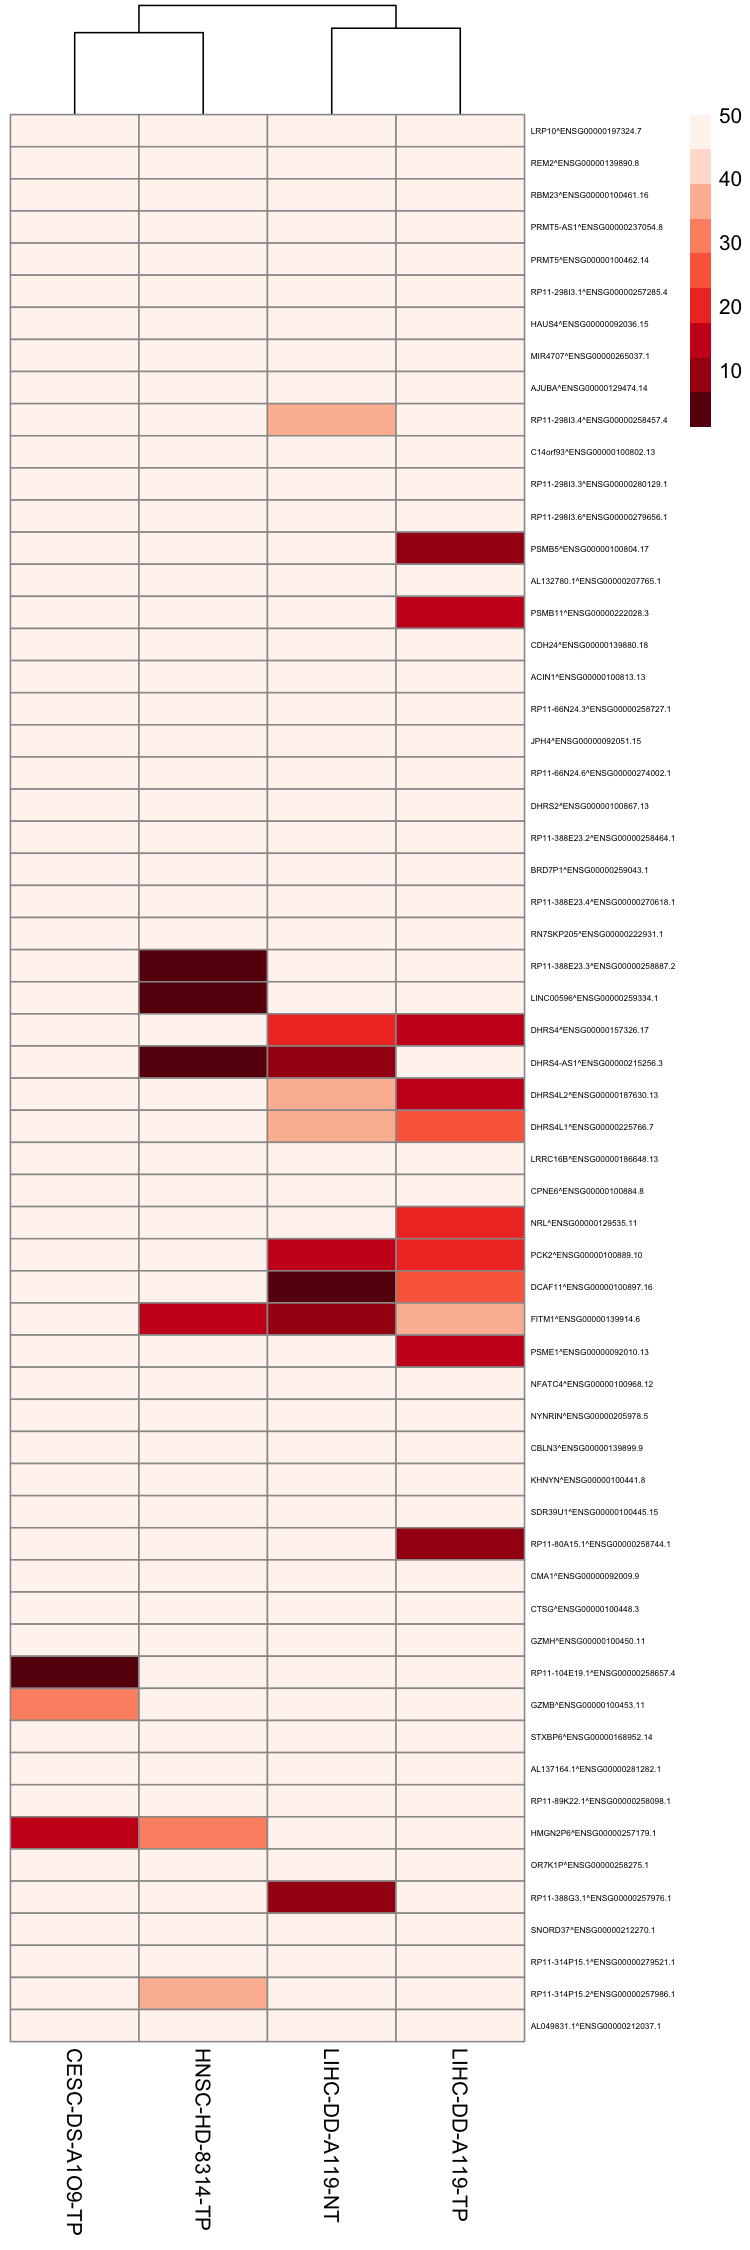 LRP10^ENSG00000197324.7
REM2^ENSG00000139890.8
RBM23^ENSG00000100461.16
PRMT5-AS1^ENSG00000237054.8
PRMT5^ENSG00000100462.14
RP11-298I3.1^ENSG00000257285.4
HAUS4^ENSG00000092036.15
MIR4707^ENSG00000265037.1
AJUBA^ENSG00000129474.14
RP11-298I3.4^ENSG00000258457.4
C14orf93^ENSG00000100802.13
RP11-298I3.3^ENSG00000280129.1
RP11-298I3.6^ENSG00000279656.1
PSMB5^ENSG00000100804.17
AL132780.1^ENSG00000207765.1
PSMB11^ENSG00000222028.3
CDH24^ENSG00000139880.18
ACIN1^ENSG00000100813.13
RP11-66N24.3^ENSG00000258727.1
JPH4^ENSG00000092051.15
RP11-66N24.6^ENSG00000274002.1
DHRS2^ENSG00000100867.13
RP11-388E23.2^ENSG00000258464.1
BRD7P1^ENSG00000259043.1
RP11-388E23.4^ENSG00000270618.1
RN7SKP205^ENSG00000222931.1
RP11-388E23.3^ENSG00000258887.2
LINC00596^ENSG00000259334.1
DHRS4^ENSG00000157326.17
DHRS4-AS1^ENSG00000215256.3
DHRS4L2^ENSG00000187630.13
DHRS4L1^ENSG00000225766.7
LRRC16B^ENSG00000186648.13
CPNE6^ENSG00000100884.8
NRL^ENSG00000129535.11
PCK2^ENSG00000100889.10
DCAF11^ENSG00000100897.16
FITM1^ENSG00000139914.6
PSME1^ENSG00000092010.13
NFATC4^ENSG00000100968.12
NYNRIN^ENSG00000205978.5
CBLN3^ENSG00000139899.9
KHNYN^ENSG00000100441.8
SDR39U1^ENSG00000100445.15
RP11-80A15.1^ENSG00000258744.1
CMA1^ENSG00000092009.9
CTSG^ENSG00000100448.3
GZMH^ENSG00000100450.11
RP11-104E19.1^ENSG00000258657.4
GZMB^ENSG00000100453.11
STXBP6^ENSG00000168952.14
AL137164.1^ENSG00000281282.1
RP11-89K22.1^ENSG00000258098.1
HMGN2P6^ENSG00000257179.1
OR7K1P^ENSG00000258275.1
RP11-388G3.1^ENSG00000257976.1
SNORD37^ENSG00000212270.1
RP11-314P15.1^ENSG00000279521.1
RP11-314P15.2^ENSG00000257986.1
AL049831.1^ENSG00000212037.1
50
40
30
20
10
CESC-DS-A1O9-TP
HNSC-HD-8314-TP
LIHC-DD-A119-NT
LIHC-DD-A119-TP